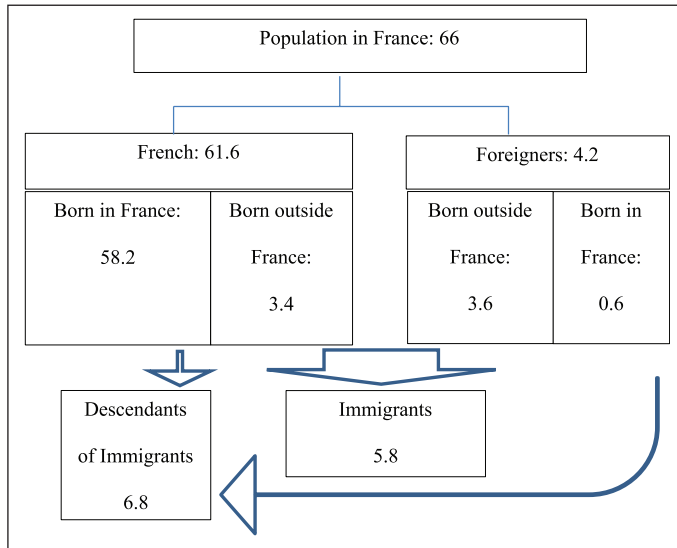 Population in France: 66
French: 61.6
Foreigners: 4.2
Born in France:
58.2
Born outside
France:
3.4
Born outside
France:
3.6
Born in
France:
0.6
Descendants
of Immigrants
6.8
Immigrants
5.8